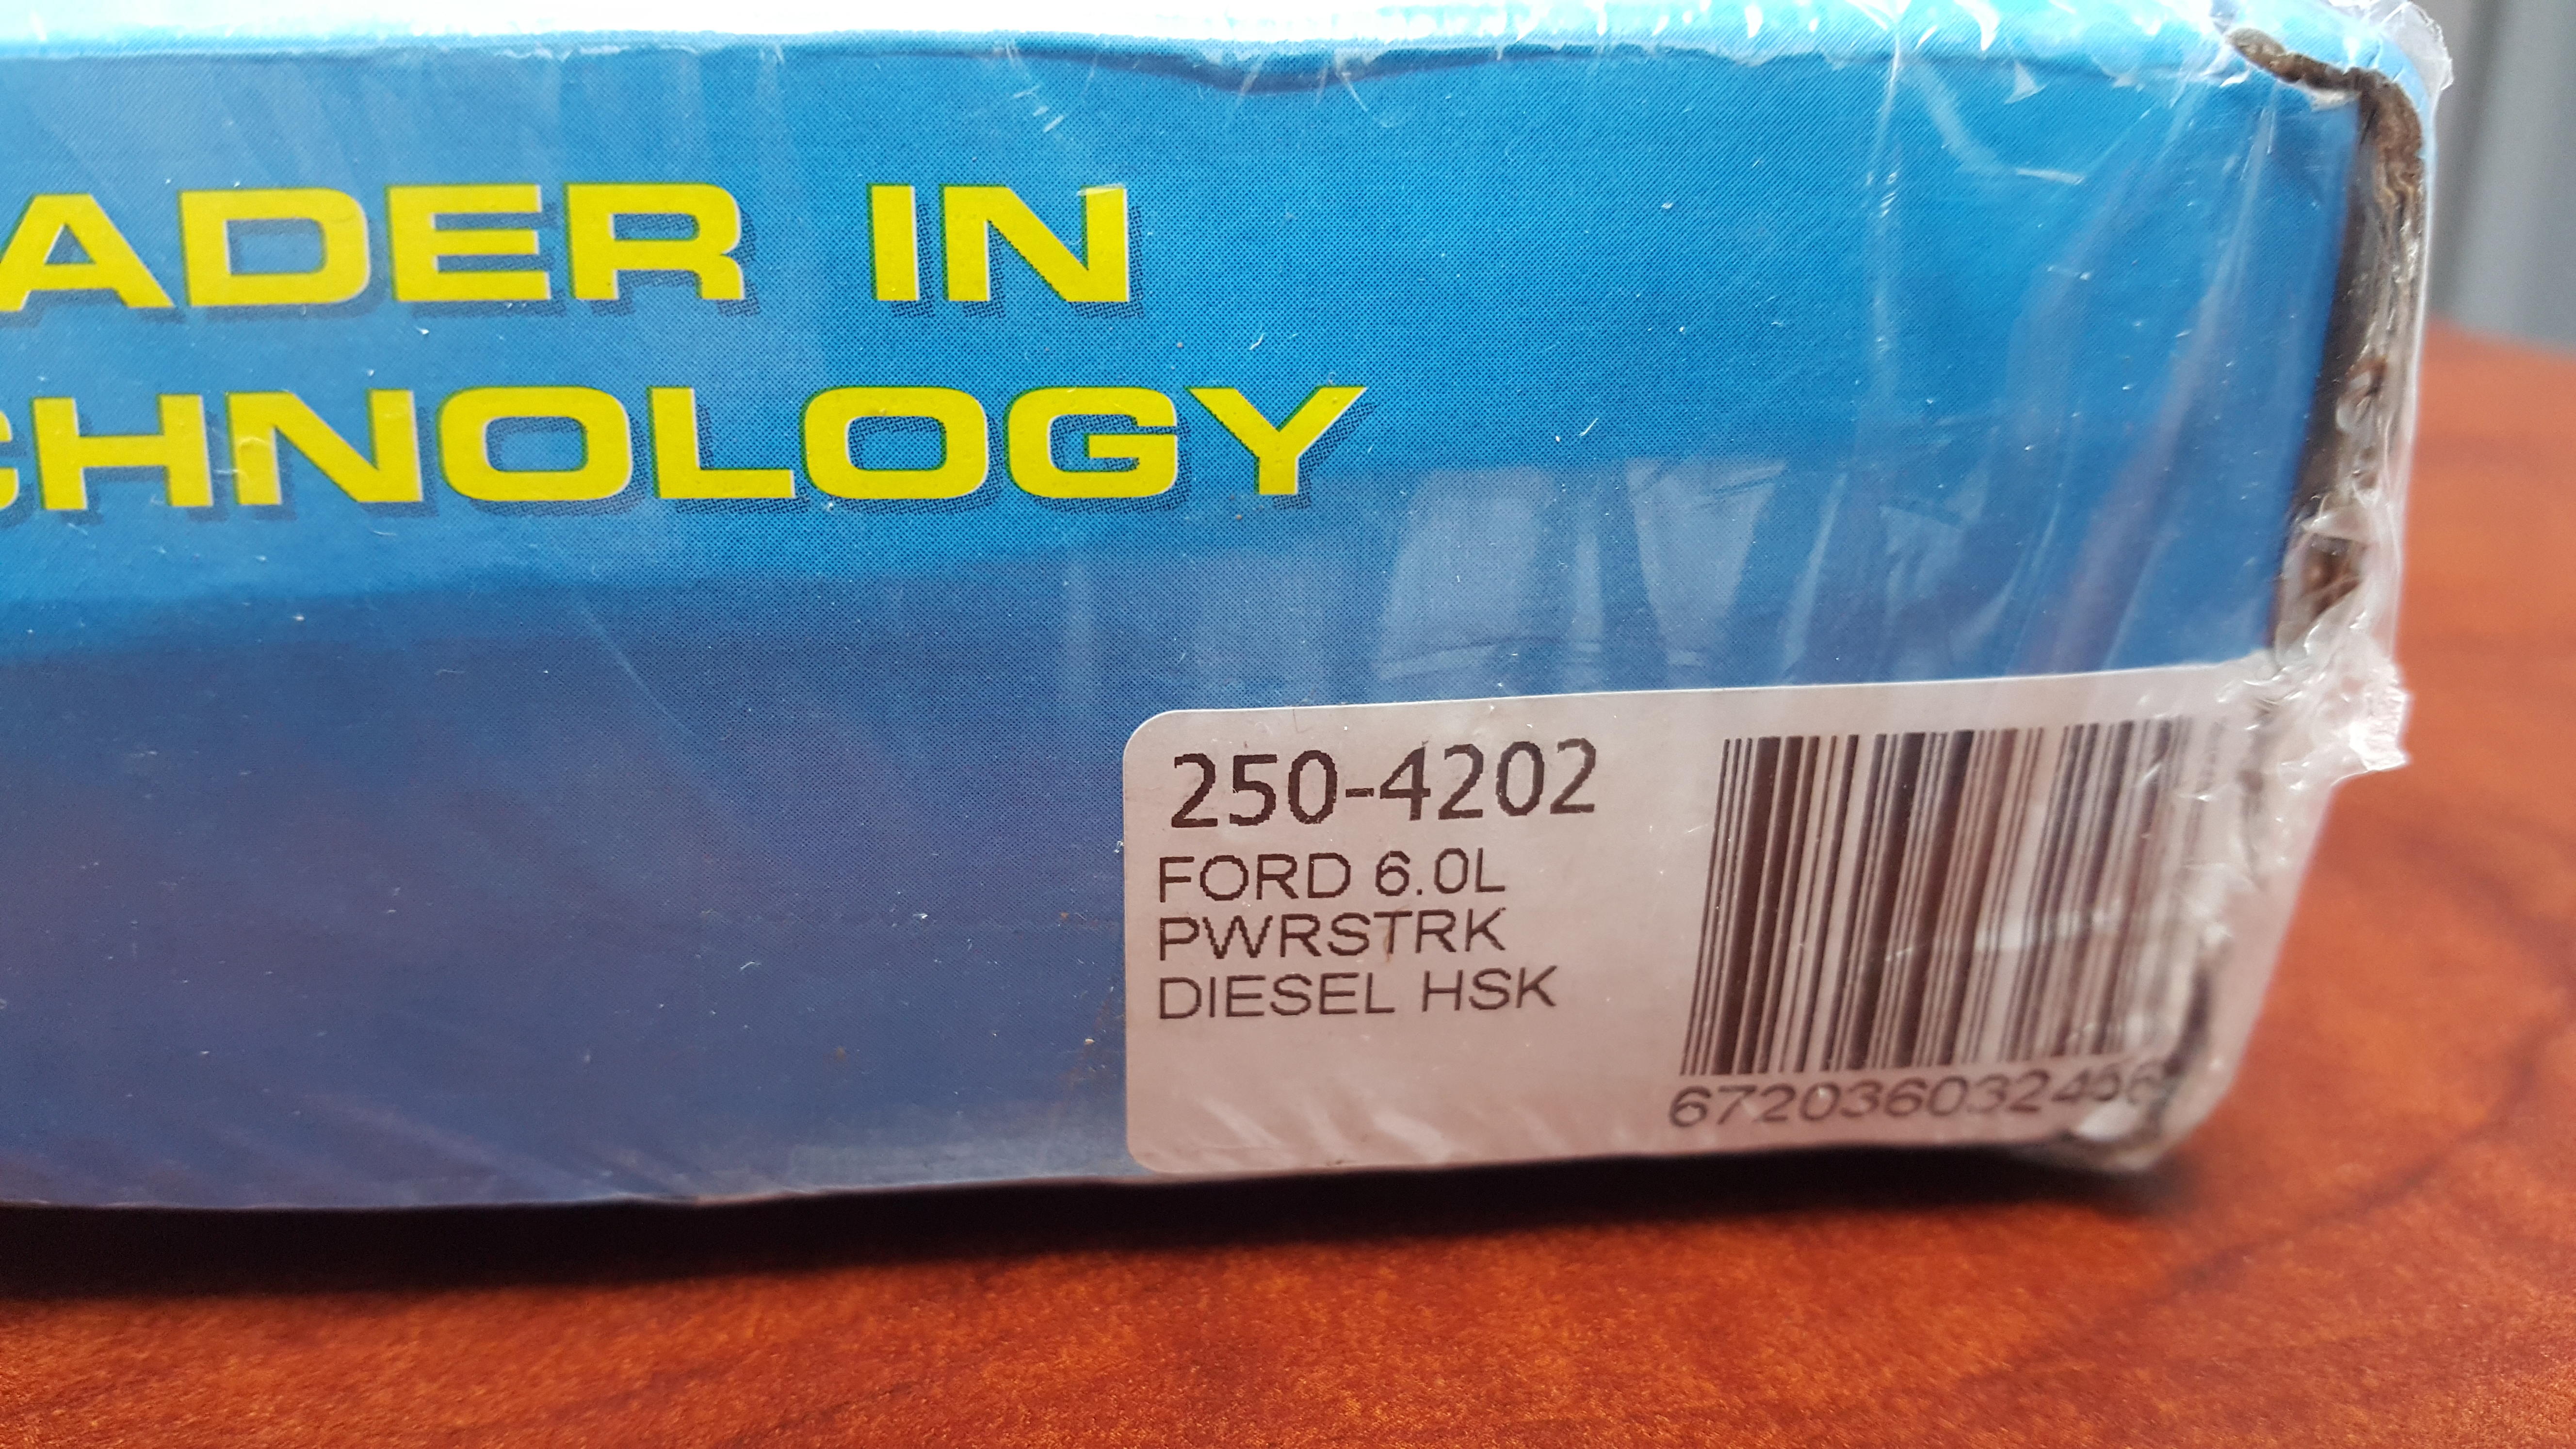 ADER IN
CHNOLOGY
250-4202
FORD 6.0L
PWRSTRK
DIESEL HSK